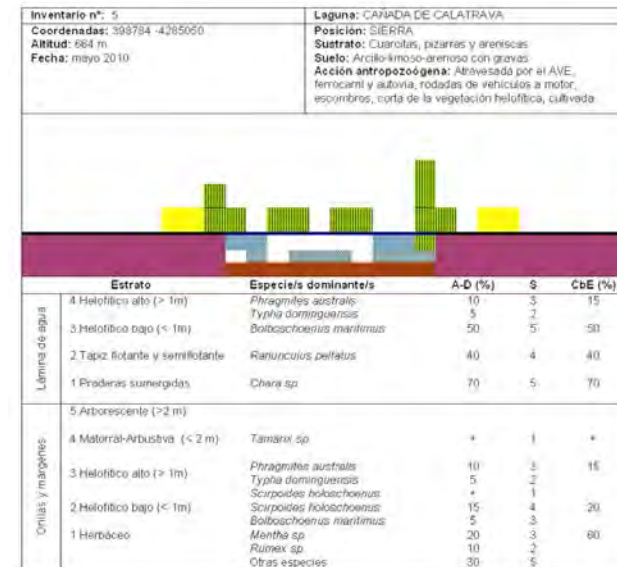 Inventario nº: 5
Laguna: CAÑADA DE CALATRAVA
Coordenadas: 398784 -4285050
Altitud: 664 m
Fecha: mayo 2010
Posición: SIERRA
Sustrato: Cuarcitas, pizarras y areniscas
Suelo: Arcillo-limoso-arenoso con gravas
Acción antropozoógena: Atravesada por el AVE,
ferrocarril y autovía, rodadas de vehículos a motor,
escombros, corta de la vegetación helofítica, cultivada
Estrato Especie/s dominante/s A-D (%) S CbE (%)
Lámina de agua
4 Helofítico alto (> 1m) Phragmites australis 10 3 15
Typha domingensis 5 2
3 Helofítico bajo (< 1m) Bolboschoenus maritimus 50 5 50
2 Tapiz flotante y semiflotante Ranunculus peltatus 40 4 40
1 Praderas sumergidas Chara sp. 70 5 70
Orillas y márgenes
5 Arborescente (>2 m)
4 Matorral-Arbustiva (< 2 m) Tamarix sp. + 1 +
3 Helofítico alto (> 1m) Phragmites australis 10 3 15
Typha domingensis 5 2
Scirpoides holoschoenus + 1
2 Helofítico bajo (< 1m) Scirpoides holoschoenus 15 4 20
Bolboschoenus maritimus 5 3
1 Herbáceo Mentha sp. 20 3 60
Rumex sp. 10 2
Otras especies 30 5